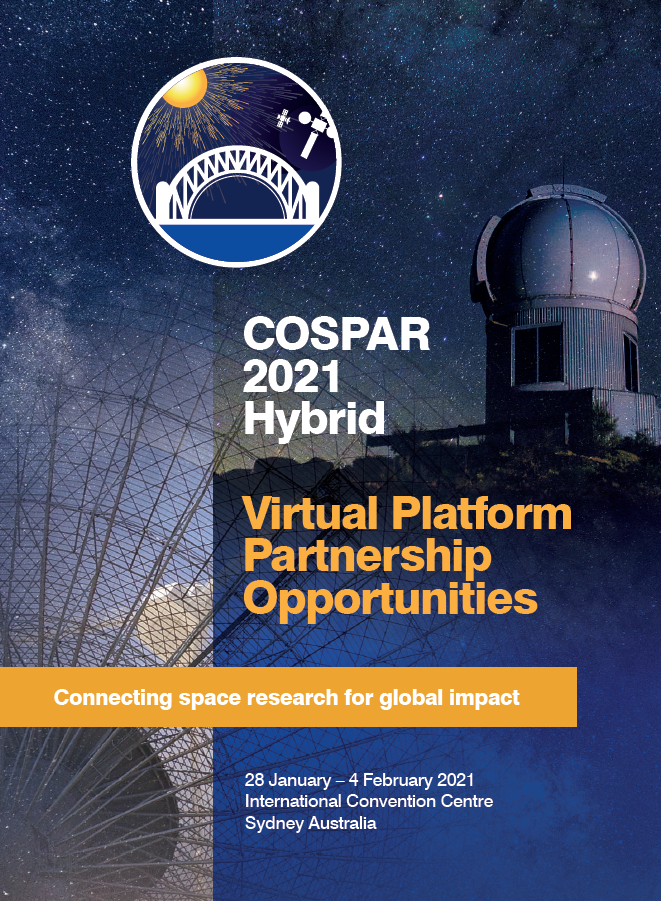 COSPAR
2021
Hybrid
Virtual Platform
Partnership
Opportunities
Connecting space research for global impact
28 January – 4 February 2021
International Convention Centre
Sydney Australia